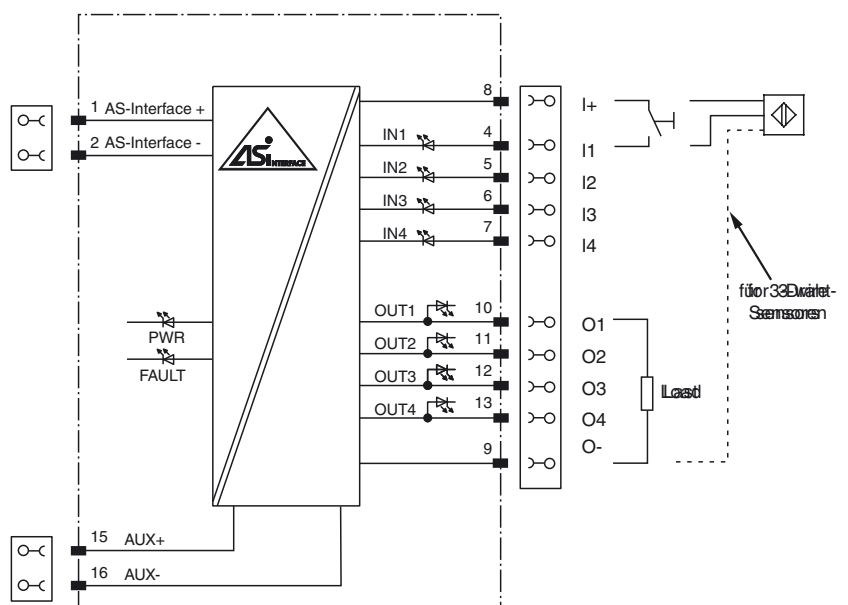 1 AS-Interface +
2 AS-Interface -
ASi INTERFACE
IN1 4
IN2 5
IN3 6
IN4 7
8
PWR
FAULT
OUT1 10
OUT2 11
OUT3 12
OUT4 13
9
15 AUX+
16 AUX-
I+
I1
I2
I3
I4
O1
O2
O3
O4
O-